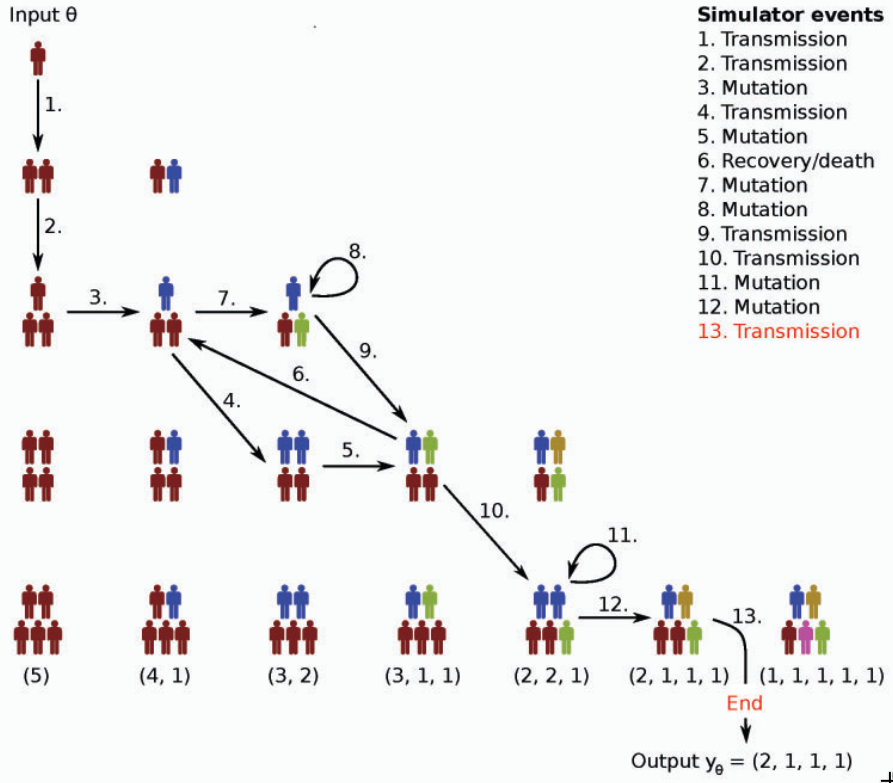 Input θ
Simulator events
1. Transmission
2. Transmission
3. Mutation
4. Transmission
5. Mutation
6. Recovery/death
7. Mutation
8. Mutation
9. Transmission
10. Transmission
11. Mutation
12. Mutation
13. Transmission
1.
2.
3.
7.
8.
9.
6.
4.
5.
10.
11.
12.
13.
(5)
(4, 1)
(3, 2)
(3, 1, 1)
(2, 2, 1)
(2, 1, 1, 1)
(1, 1, 1, 1, 1)
End
Output yθ = (2, 1, 1, 1)